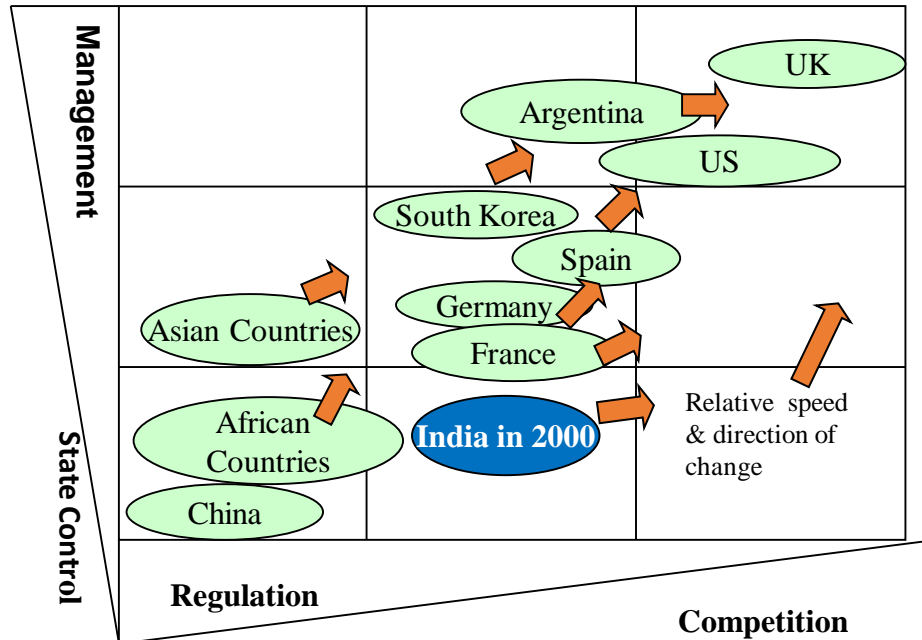 Management
State Control
UK
Argentina
US
South Korea
Spain
Germany
Asian Countries
France
African
Countries
India in 2000
Relative speed
& direction of
change
China
Regulation
Competition